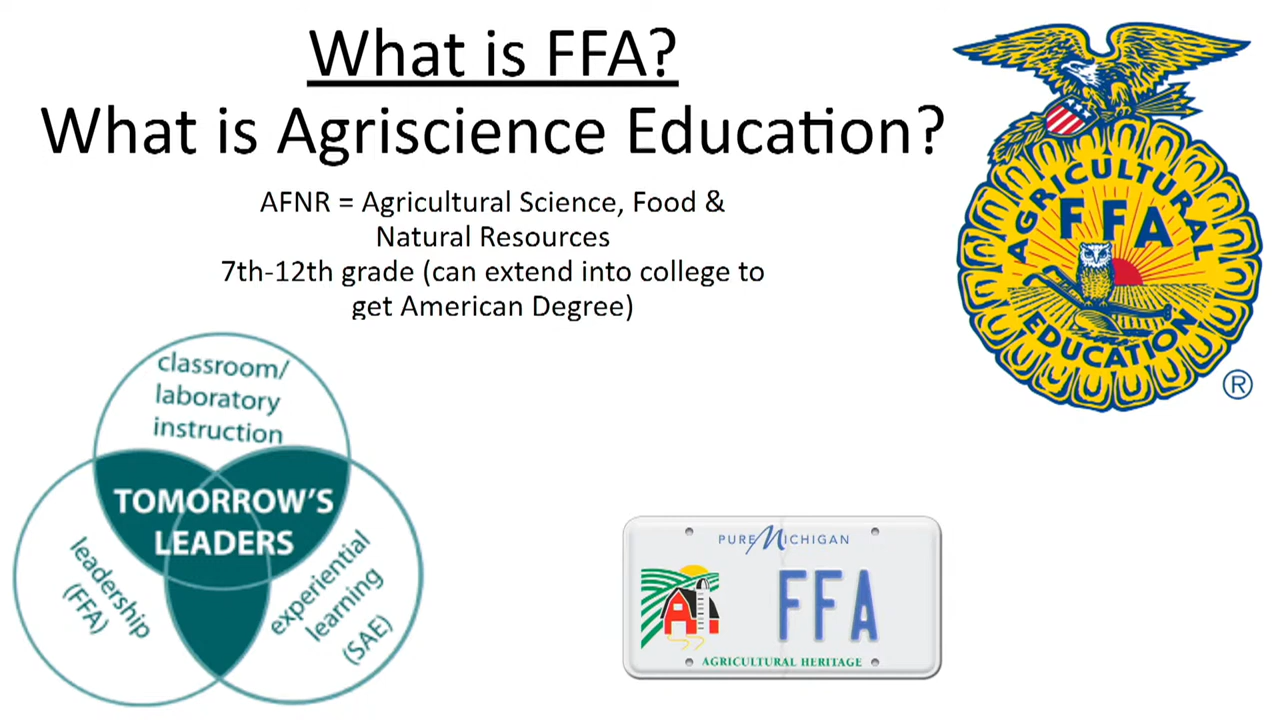 What is FFA?
What is Agriscience Education?
AFNR = Agricultural Science, Food &
Natural Resources
7th-12th grade (can extend into college to
get American Degree)
AGRICULTURAL
FFA
EDUCATION
®
classroom/
laboratory
instruction
TOMORROW'S
LEADERS
leadership
(FFA)
experiential
learning
(SAE)
PURE MICHIGAN
FFA
AGRICULTURAL HERITAGE